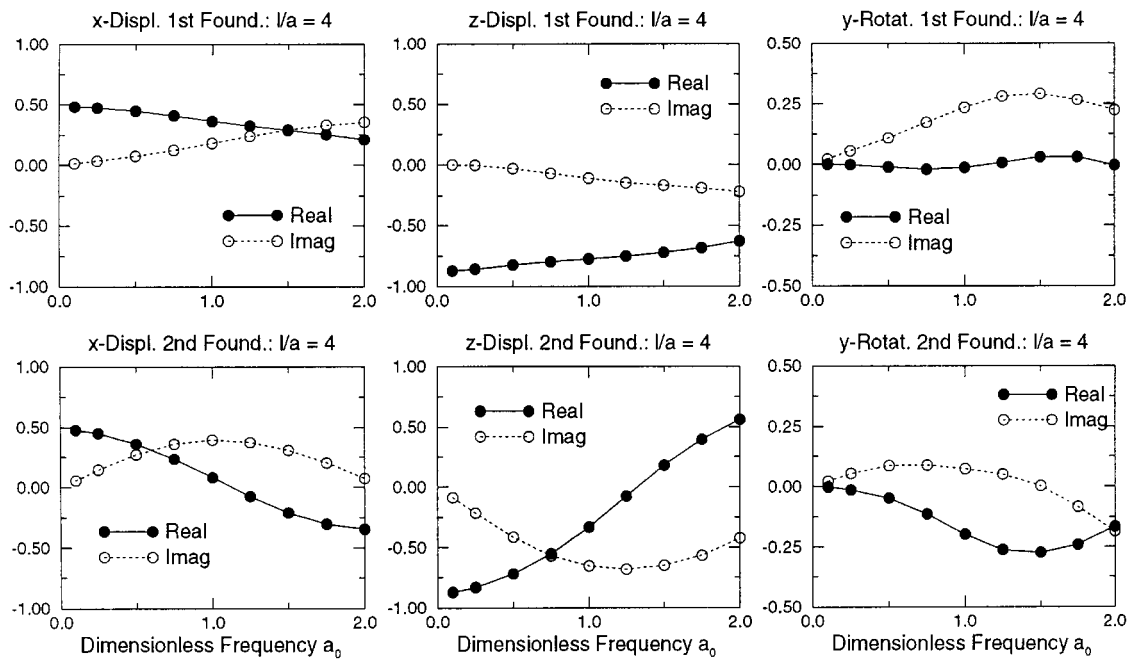 x-Displ. 1st Found.: l/a = 4
1.00
0.50
0.00
-0.50
-1.00
0.0
1.0
2.0
Real
Imag
z-Displ. 1st Found.: l/a = 4
1.00
0.50
0.00
-0.50
-1.00
0.0
1.0
2.0
Real
Imag
y-Rotat. 1st Found.: l/a = 4
0.50
0.25
0.00
-0.25
-0.50
0.0
1.0
2.0
Real
Imag
x-Displ. 2nd Found.: l/a = 4
1.00
0.50
0.00
-0.50
-1.00
0.0
1.0
2.0
Real
Imag
Dimensionless Frequency a₀
z-Displ. 2nd Found.: l/a = 4
1.00
0.50
0.00
-0.50
-1.00
0.0
1.0
2.0
Real
Imag
Dimensionless Frequency a₀
y-Rotat. 2nd Found.: l/a = 4
0.50
0.25
0.00
-0.25
-0.50
0.0
1.0
2.0
Real
Imag
Dimensionless Frequency a₀